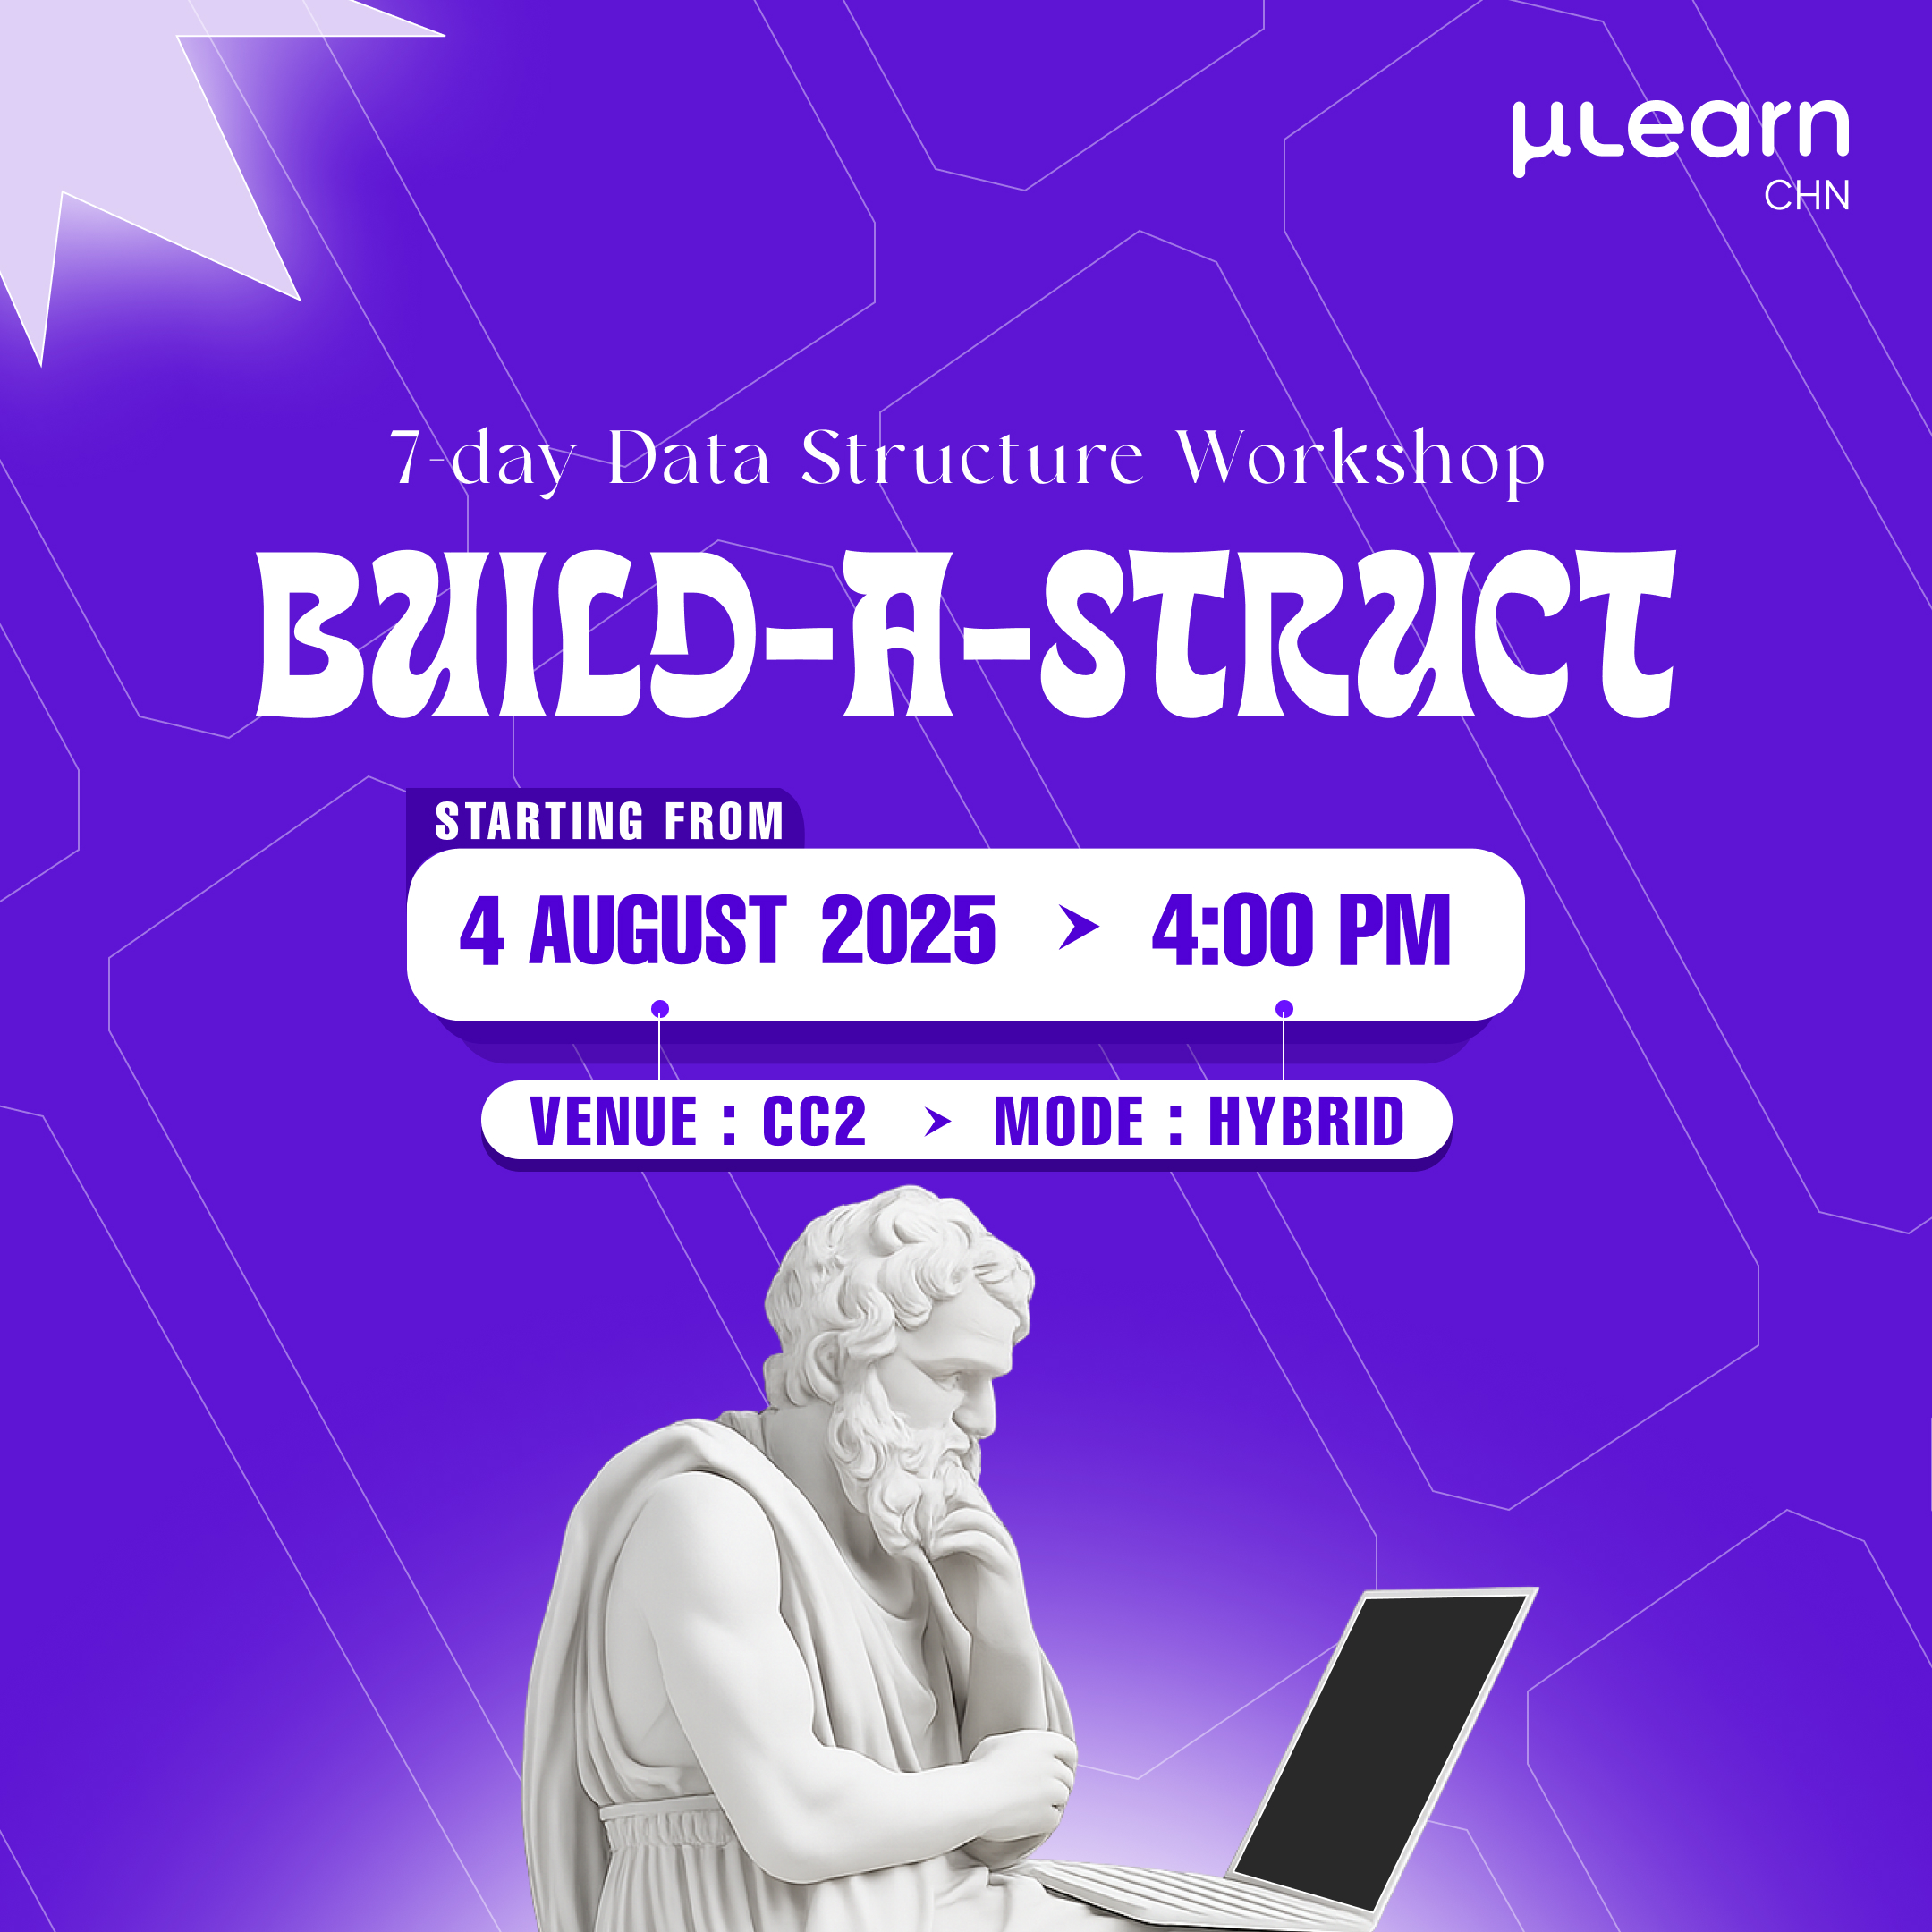 µLearn
CHN
7-day Data Structure Workshop
BUILD-A-STRUCT
STARTING FROM
4 AUGUST 2025 ➤ 4:00 PM
VENUE : CC2 ➤ MODE : HYBRID